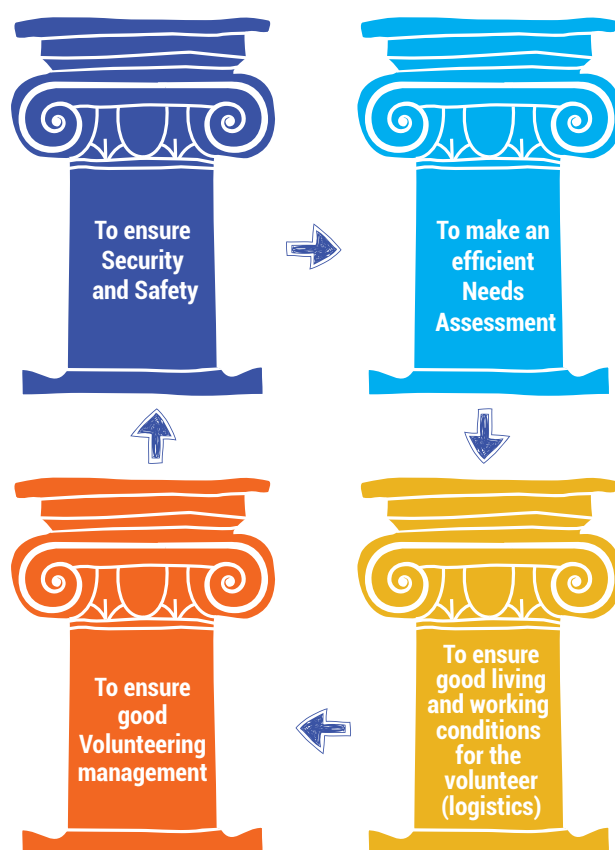 To ensure
Security
and Safety
To make an
efficient
Needs
Assessment
To ensure
good living
and working
conditions
for the
volunteer
(logistics)
To ensure
good
Volunteering
management